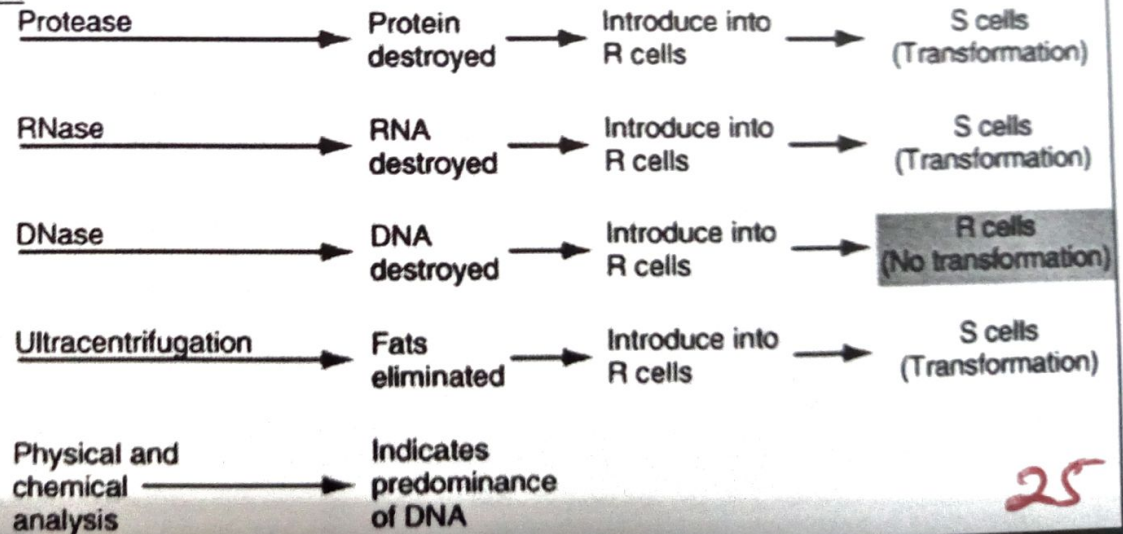 Protease
Protein
destroyed
Introduce into
R cells
S cells
(Transformation)
RNase
RNA
destroyed
Introduce into
R cells
S cells
(Transformation)
DNase
DNA
destroyed
Introduce into
R cells
R cells
(No transformation)
Ultracentrifugation
Fats
eliminated
Introduce into
R cells
S cells
(Transformation)
Physical and
chemical
analysis
Indicates
predominance
of DNA
25